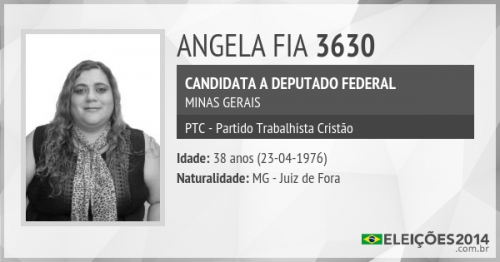 ANGELA FIA 3630
CANDIDATA A DEPUTADO FEDERAL
MINAS GERAIS
PTC - Partido Trabalhista Cristão
Idade: 38 anos (23-04-1976)
Naturalidade: MG - Juiz de Fora
ELEIÇÕES2014
.com.br